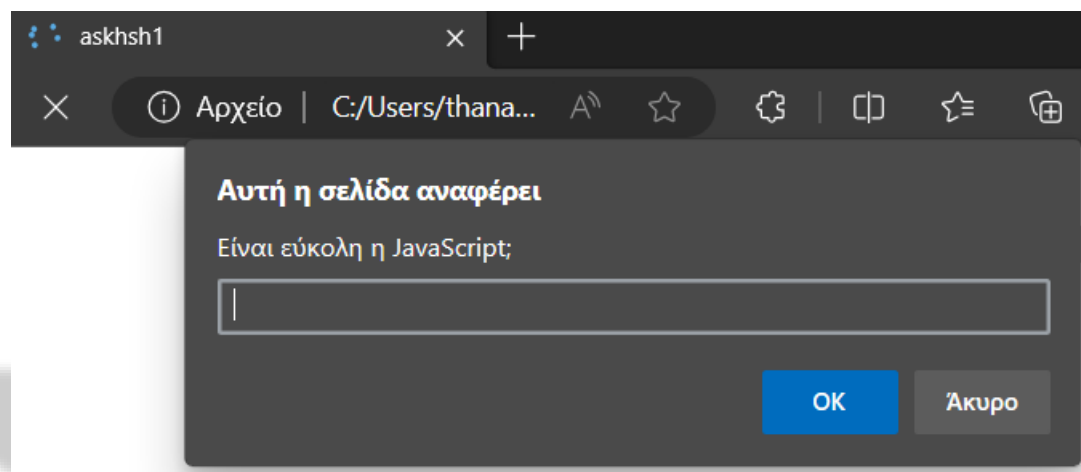 askhsh1
Αρχείο | C:/Users/thana...
Αυτή η σελίδα αναφέρει
Είναι εύκολη η JavaScript;
OK Άκυρο